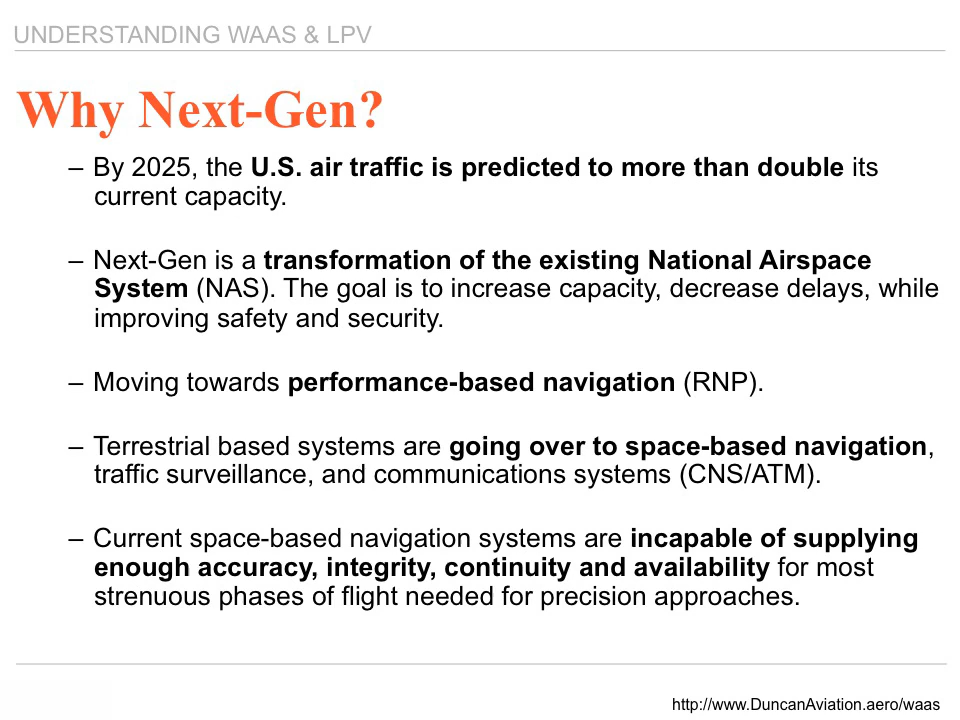 UNDERSTANDING WAAS & LPV
Why Next-Gen?
– By 2025, the U.S. air traffic is predicted to more than double its
current capacity.
– Next-Gen is a transformation of the existing National Airspace
System (NAS). The goal is to increase capacity, decrease delays, while
improving safety and security.
– Moving towards performance-based navigation (RNP).
– Terrestrial based systems are going over to space-based navigation,
traffic surveillance, and communications systems (CNS/ATM).
– Current space-based navigation systems are incapable of supplying
enough accuracy, integrity, continuity and availability for most
strenuous phases of flight needed for precision approaches.
http://www.DuncanAviation.aero/waas